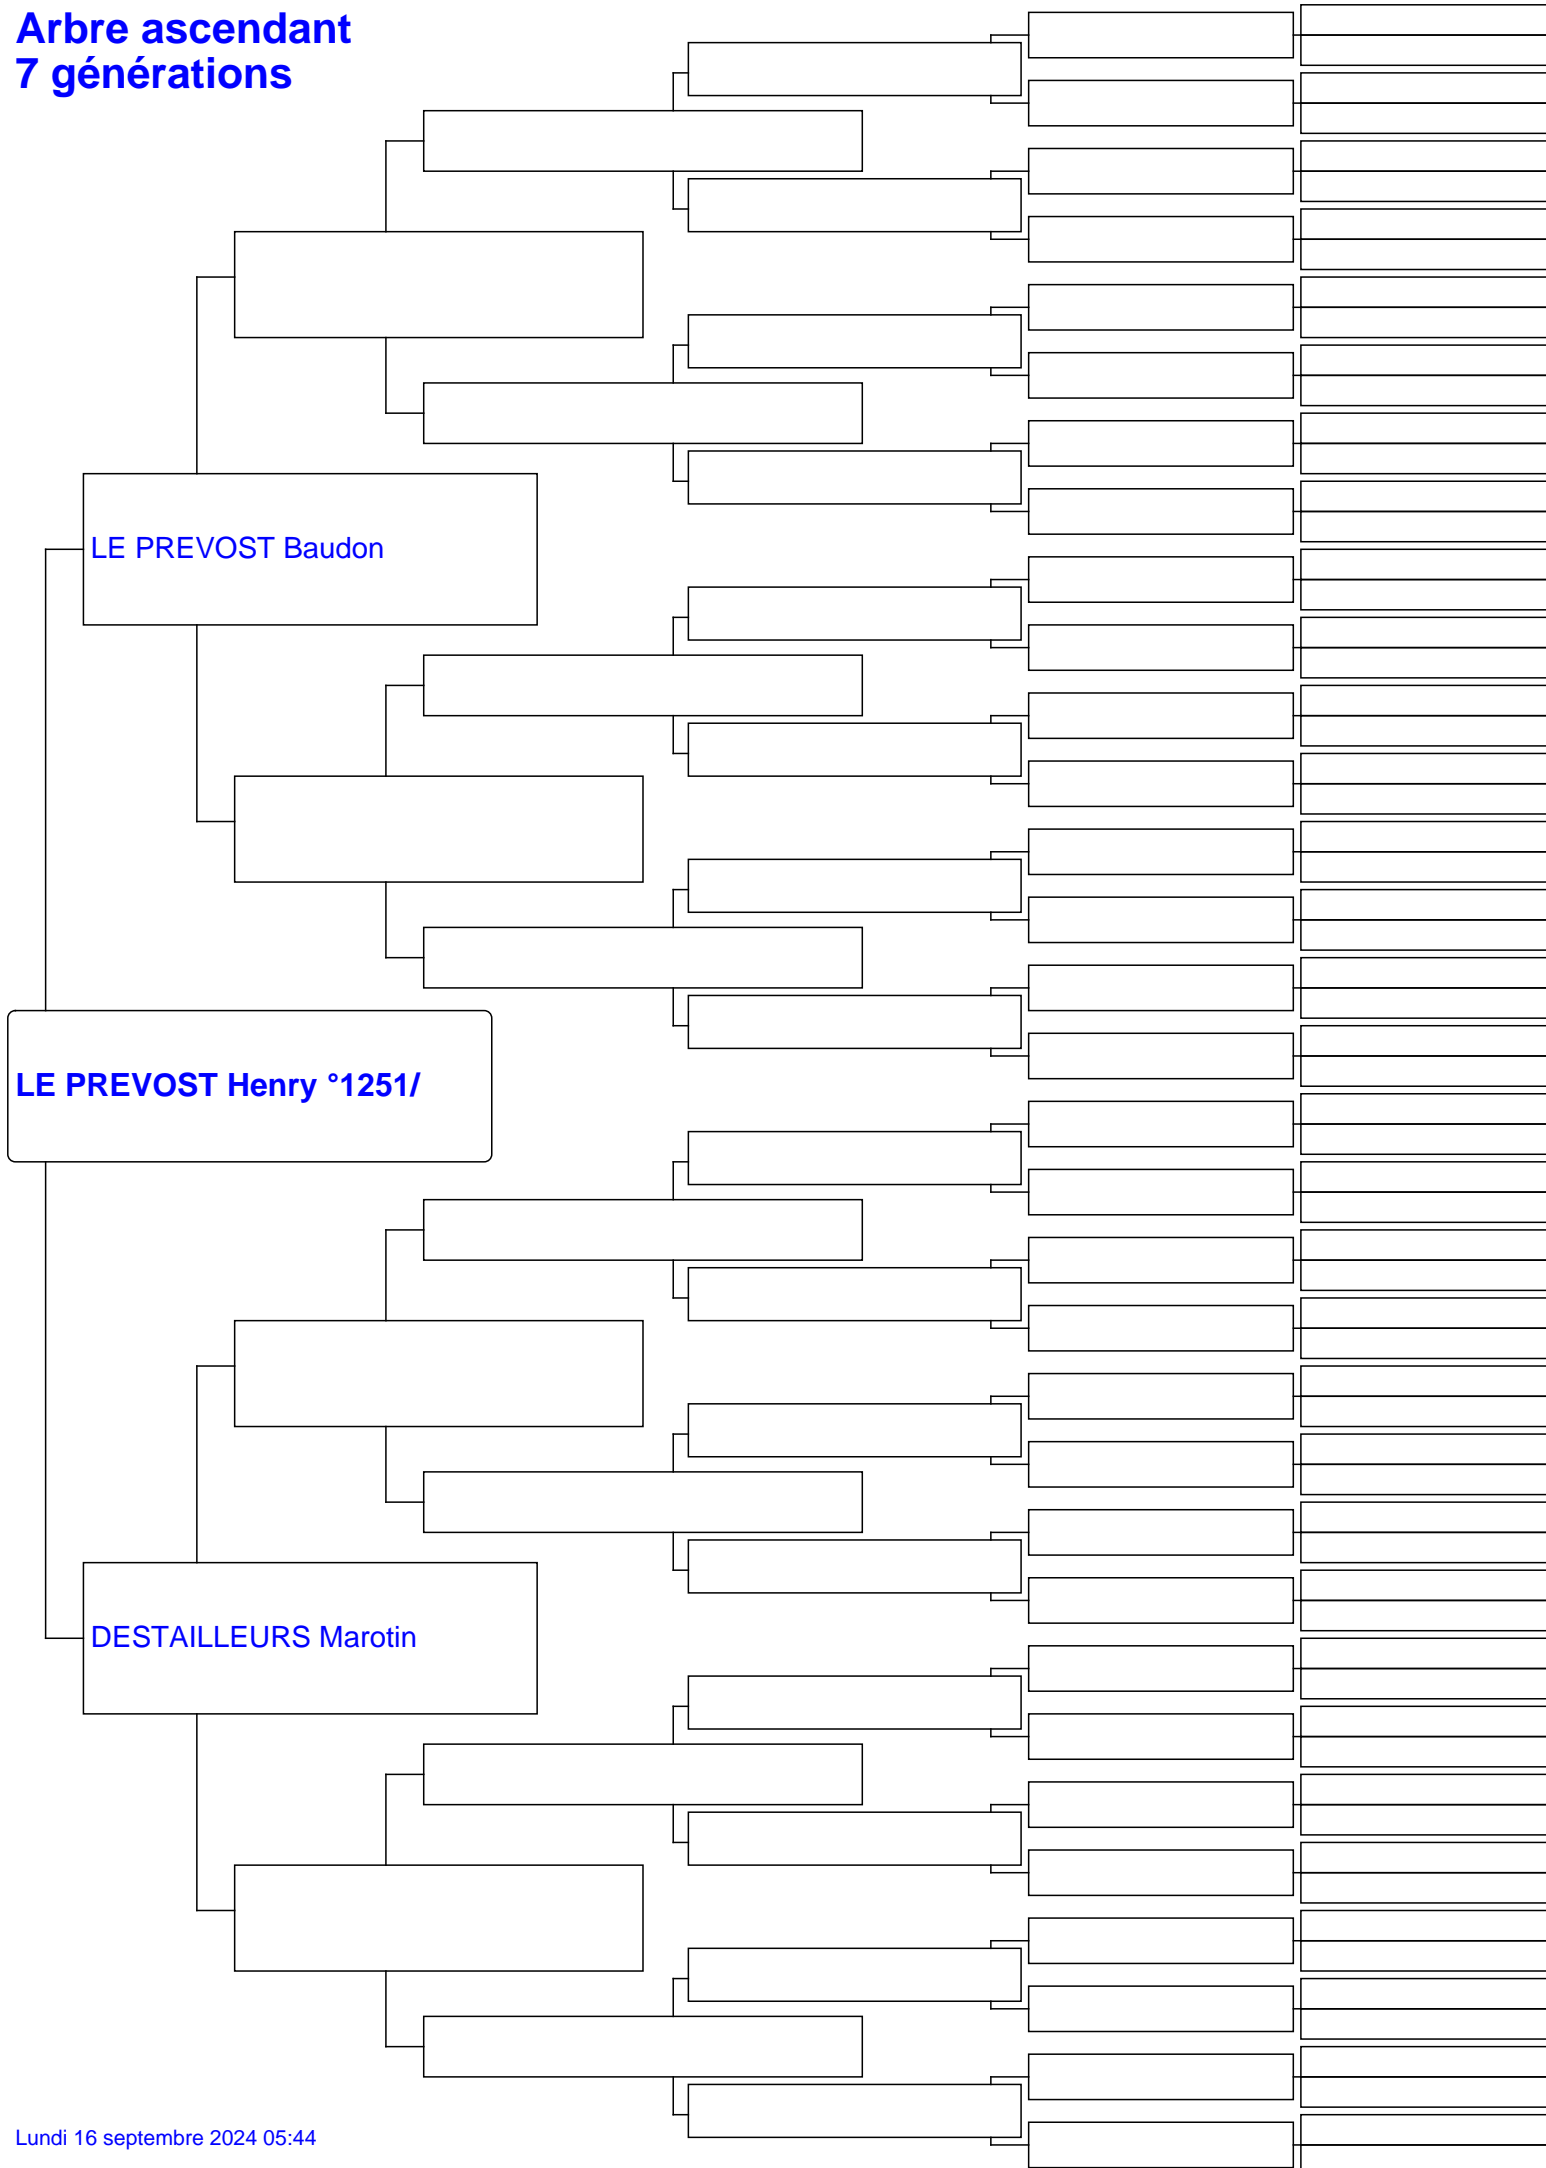 Arbre ascendant
7 générations
LE PREVOST Baudon
LE PREVOST Henry °1251/
DESTAILLEURS Marotin
Lundi 16 septembre 2024 05:44